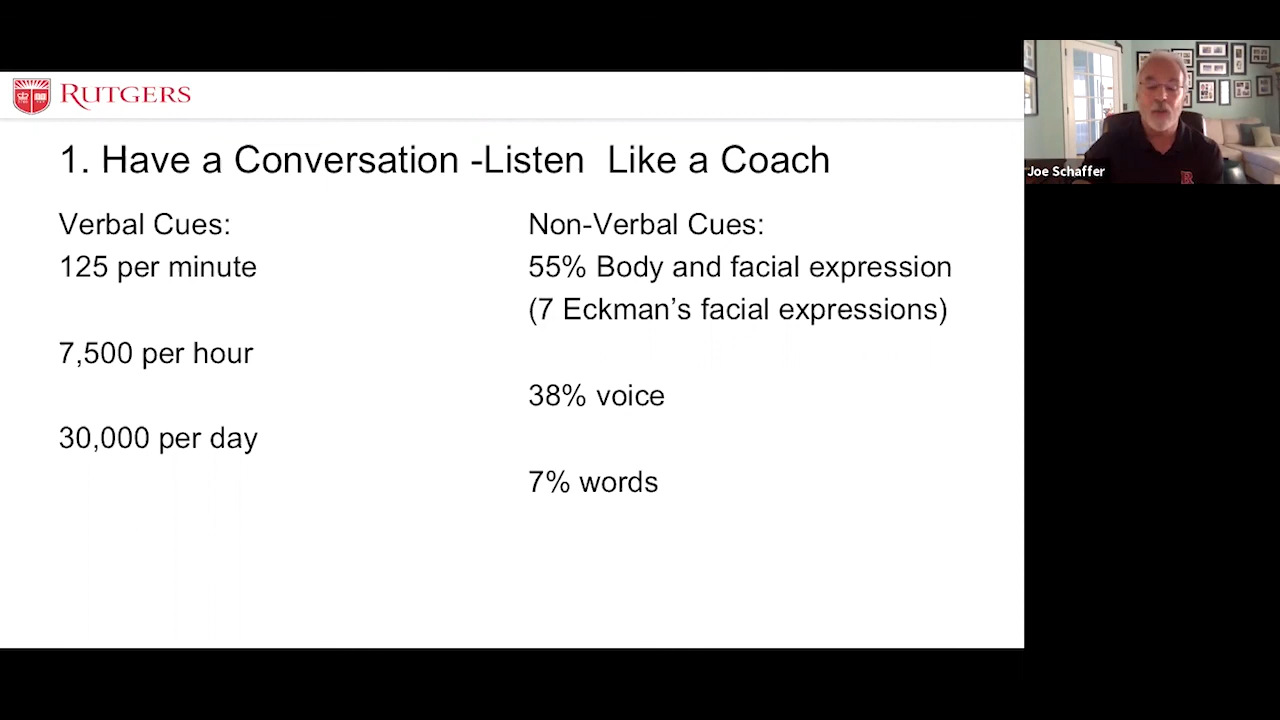 RUTGERS
1. Have a Conversation -Listen  Like a Coach
Verbal Cues:
125 per minute
7,500 per hour
30,000 per day
Non-Verbal Cues:
55% Body and facial expression
(7 Eckman’s facial expressions)
38% voice
7% words
Joe Schaffer
R